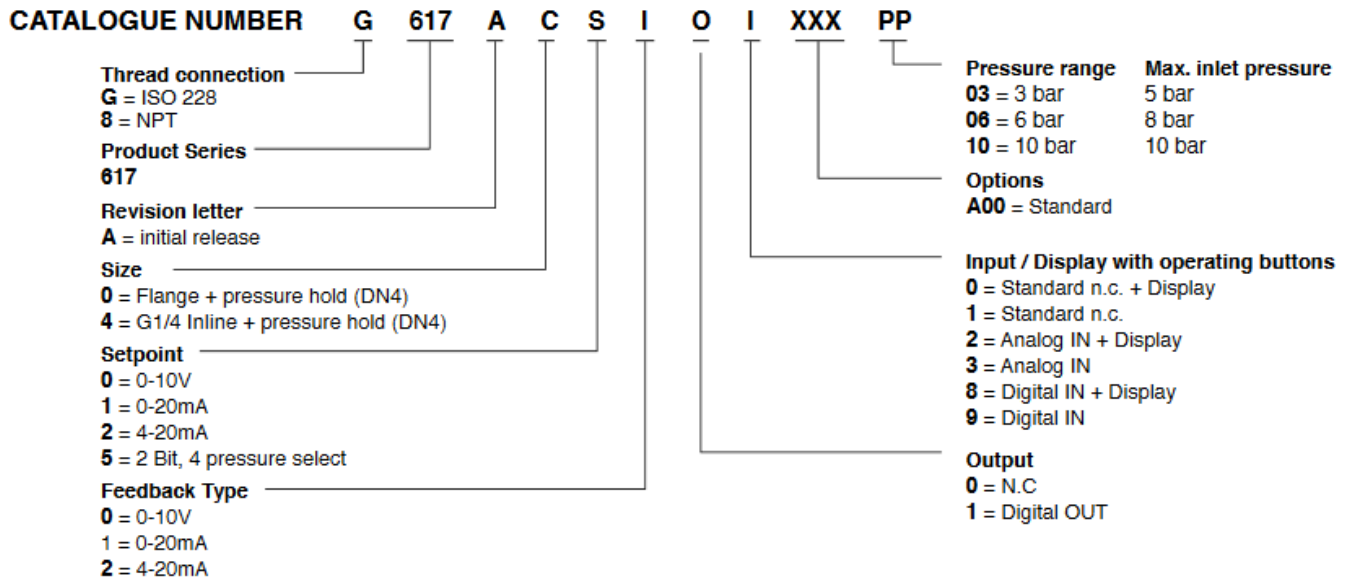 CATALOGUE NUMBER G 617 A C S I O I XXX PP
Thread connection
G = ISO 228
8 = NPT
Product Series
617
Revision letter
A = initial release
Size
0 = Flange + pressure hold (DN4)
4 = G1/4 Inline + pressure hold (DN4)
Setpoint
0 = 0-10V
1 = 0-20mA
2 = 4-20mA
5 = 2 Bit, 4 pressure select
Feedback Type
0 = 0-10V
1 = 0-20mA
2 = 4-20mA
Pressure range Max. inlet pressure
03 = 3 bar 5 bar
06 = 6 bar 8 bar
10 = 10 bar 10 bar
Options
A00 = Standard
Input / Display with operating buttons
0 = Standard n.c. + Display
1 = Standard n.c.
2 = Analog IN + Display
3 = Analog IN
8 = Digital IN + Display
9 = Digital IN
Output
0 = N.C
1 = Digital OUT